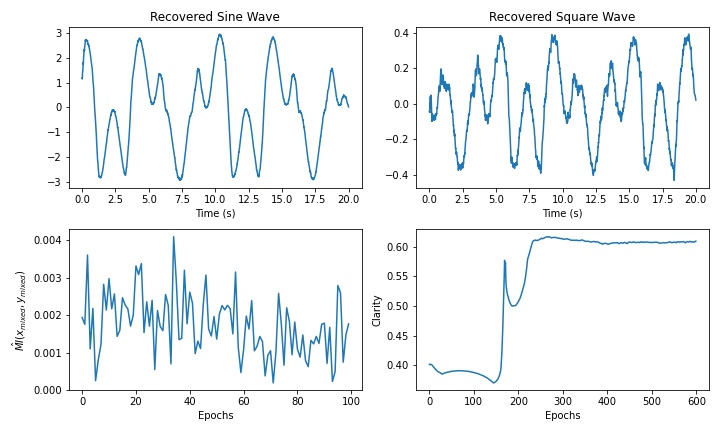 Recovered Sine Wave
3
2
1
0
−1
−2
−3
0.0 2.5 5.0 7.5 10.0 12.5 15.0 17.5 20.0
Time (s)
Recovered Square Wave
0.4
0.2
0.0
−0.2
−0.4
0.0 2.5 5.0 7.5 10.0 12.5 15.0 17.5 20.0
Time (s)
M̂I(x_mixed, y_mixed)
0.004
0.003
0.002
0.001
0.000
0 20 40 60 80 100
Epochs
Clarity
0.60
0.55
0.50
0.45
0.40
0 100 200 300 400 500 600
Epochs